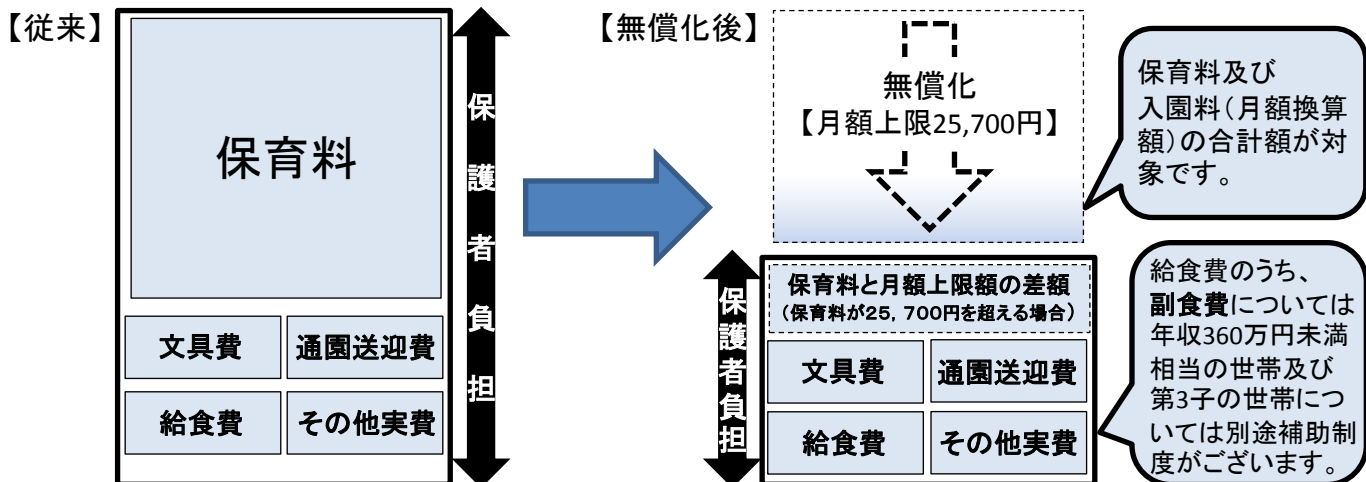 【従来】
保育料
文具費
通園送迎費
給食費
その他実費
保護者負担
【無償化後】
無償化
【月額上限25,700円】
保育料と月額上限額の差額
（保育料が25，700円を超える場合）
文具費
通園送迎費
給食費
その他実費
保護者負担
保育料及び
入園料（月額換算
額）の合計額が対
象です。
給食費のうち、
副食費については
年収360万円未満
相当の世帯及び
第3子の世帯につ
いては別途補助制
度がございます。